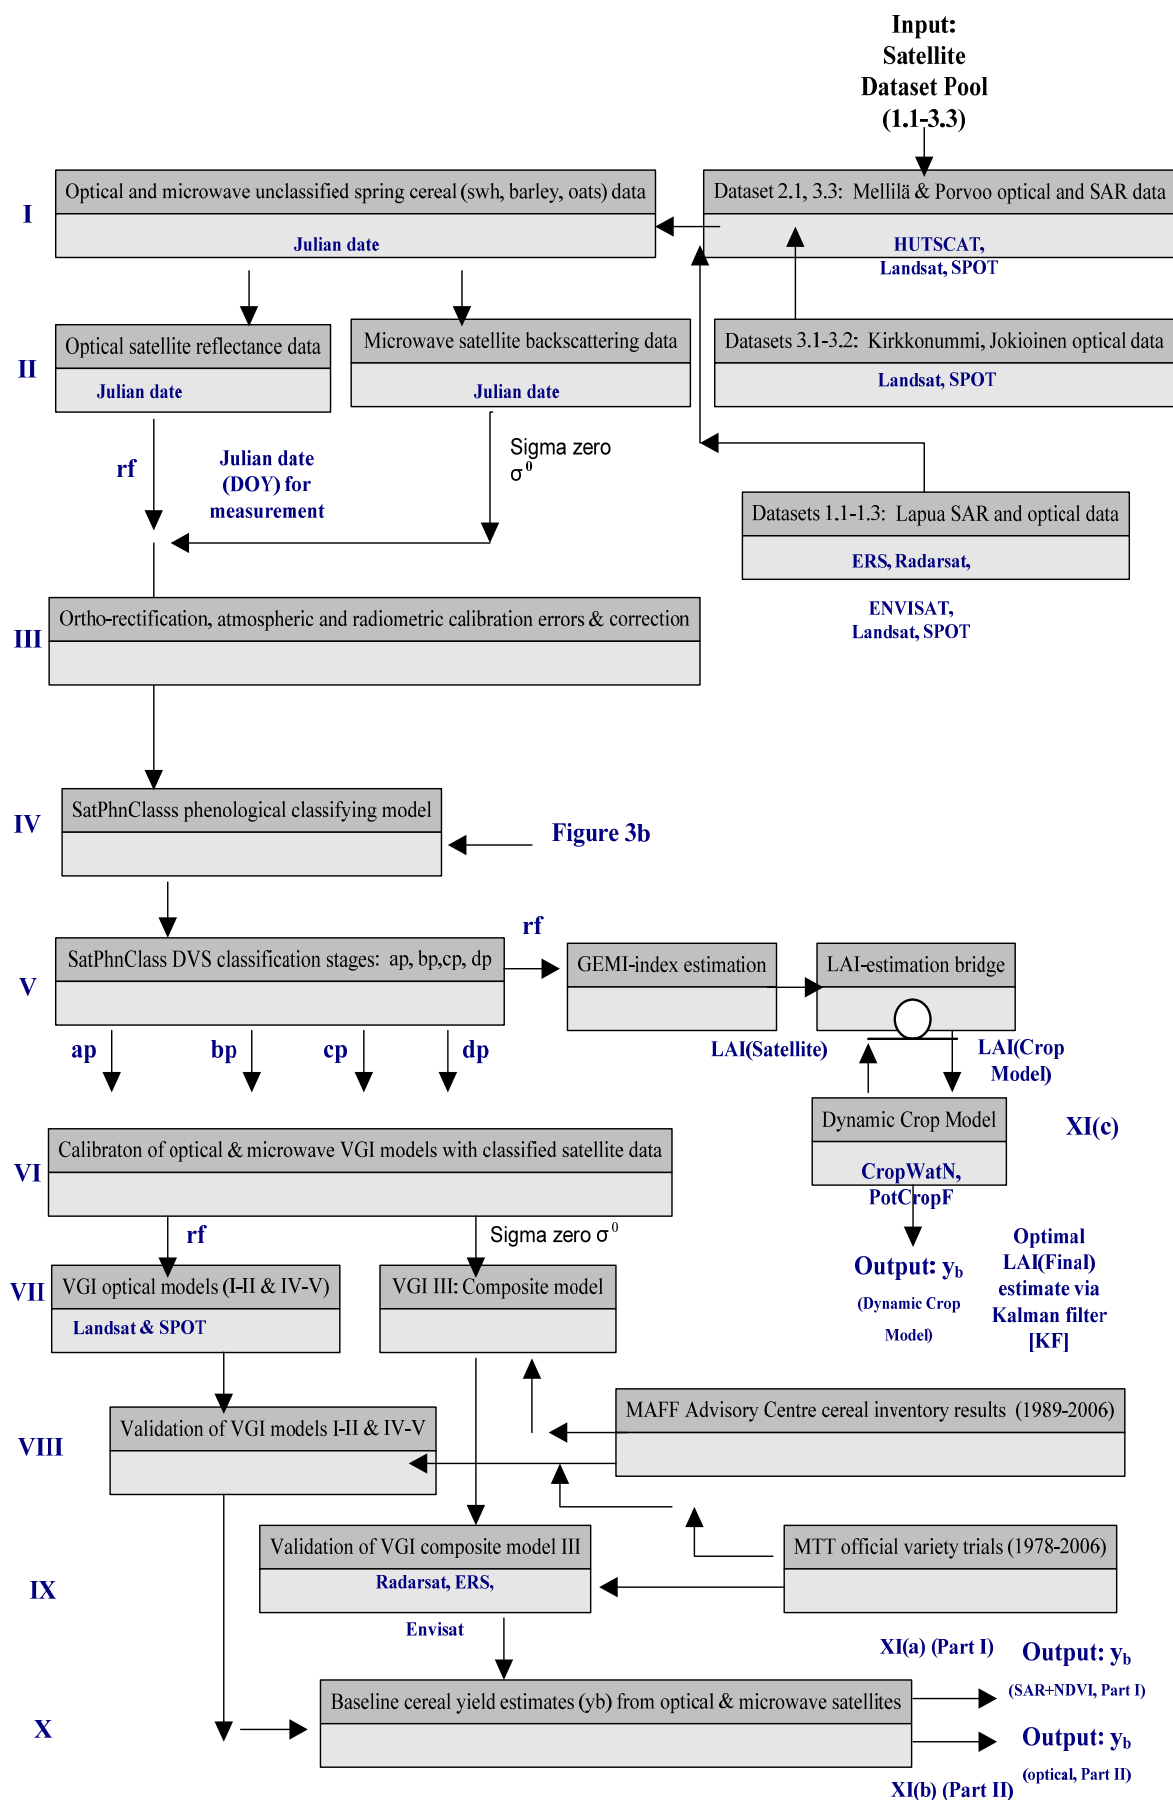 Input:
Satellite
Dataset Pool
(1.1-3.3)
I
Optical and microwave unclassified spring cereal (swh, barley, oats) data
Julian date
Dataset 2.1, 3.3: Mellilä & Porvoo optical and SAR data
HUTSCAT,
Landsat, SPOT
II
Optical satellite reflectance data
Julian date
Microwave satellite backscattering data
Julian date
Datasets 3.1-3.2: Kirkkonummi, Jokioinen optical data
Landsat, SPOT
rf
Julian date
(DOY) for
measurement
Sigma zero
σ⁰
Datasets 1.1-1.3: Lapua SAR and optical data
ERS, Radarsat,
ENVISAT,
Landsat, SPOT
III
Ortho-rectification, atmospheric and radiometric calibration errors & correction
IV
SatPhnClasss phenological classifying model
Figure 3b
V
SatPhnClass DVS classification stages: ap, bp,cp, dp
rf
GEMI-index estimation
LAI-estimation bridge
ap
bp
cp
dp
LAI(Satellite)
LAI(Crop
Model)
Dynamic Crop Model
CropWatN,
PotCropF
XI(c)
VI
Calibraton of optical & microwave VGI models with classified satellite data
rf
Sigma zero σ⁰
Output: yb
(Dynamic Crop
Model)
Optimal
LAI(Final)
estimate via
Kalman filter
[KF]
VII
VGI optical models (I-II & IV-V)
Landsat & SPOT
VGI III: Composite model
VIII
Validation of VGI models I-II & IV-V
MAFF Advisory Centre cereal inventory results (1989-2006)
IX
Validation of VGI composite model III
Radarsat, ERS,
Envisat
MTT official variety trials (1978-2006)
XI(a) (Part I)
Output: yb
(SAR+NDVI, Part I)
X
Baseline cereal yield estimates (yb) from optical & microwave satellites
Output: yb
(optical, Part II)
XI(b) (Part II)